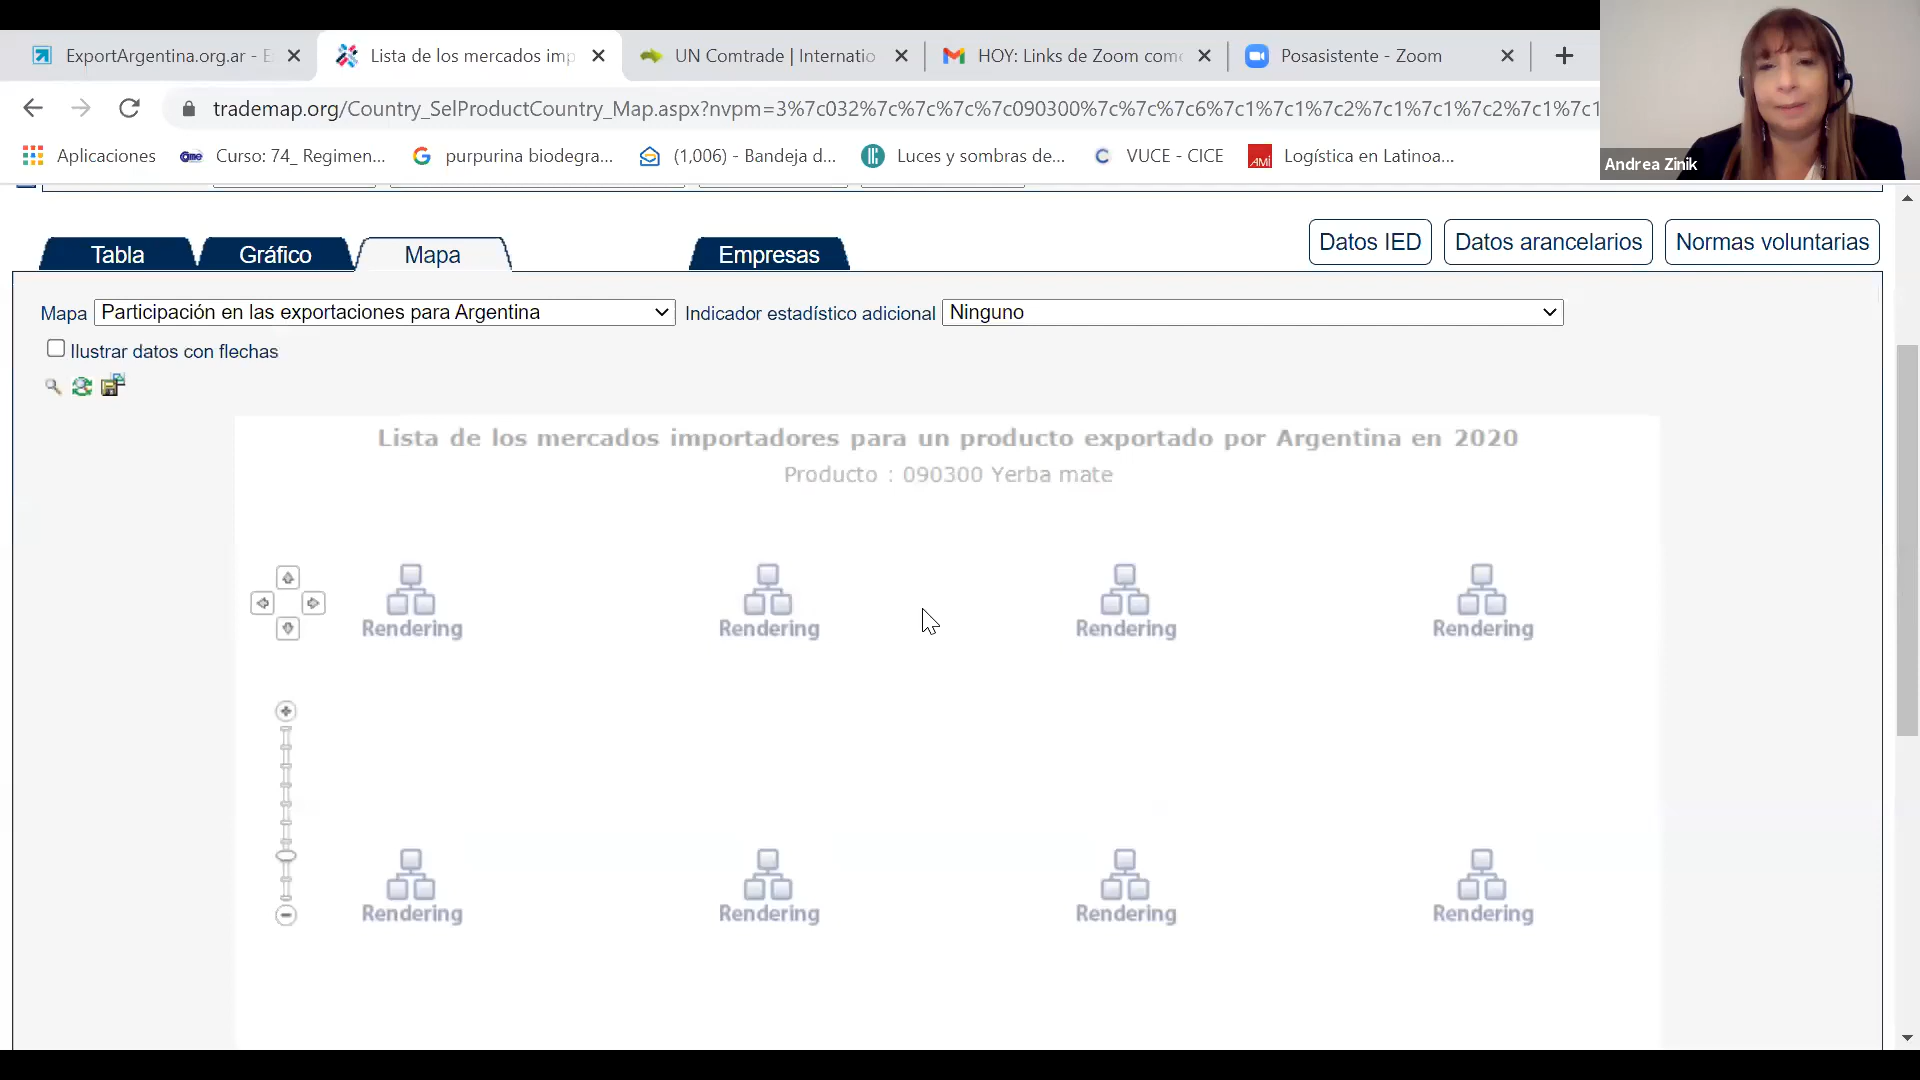 ExportArgentina.org.ar - E
Lista de los mercados imp
UN Comtrade | Internatio
HOY: Links de Zoom com
Posasistente - Zoom
trademap.org/Country_SelProductCountry_Map.aspx?nvpm=3%7c032%7c%7c%7c%7c090300%7c%7c%7c6%7c1%7c1%7c2%7c1%7c1%7c2%7c1%7c1
Aplicaciones
came
Curso: 74_ Regimen...
purpurina biodegra...
(1,006) - Bandeja d...
Luces y sombras de...
VUCE - CICE
AMI
Logística en Latinoa...
Andrea Zinik
Tabla
Gráfico
Mapa
Empresas
Datos IED
Datos arancelarios
Normas voluntarias
Mapa Participación en las exportaciones para Argentina Indicador estadístico adicional Ninguno
Ilustrar datos con flechas
Lista de los mercados importadores para un producto exportado por Argentina en 2020
Producto : 090300 Yerba mate
Rendering Rendering Rendering Rendering
Rendering Rendering Rendering Rendering